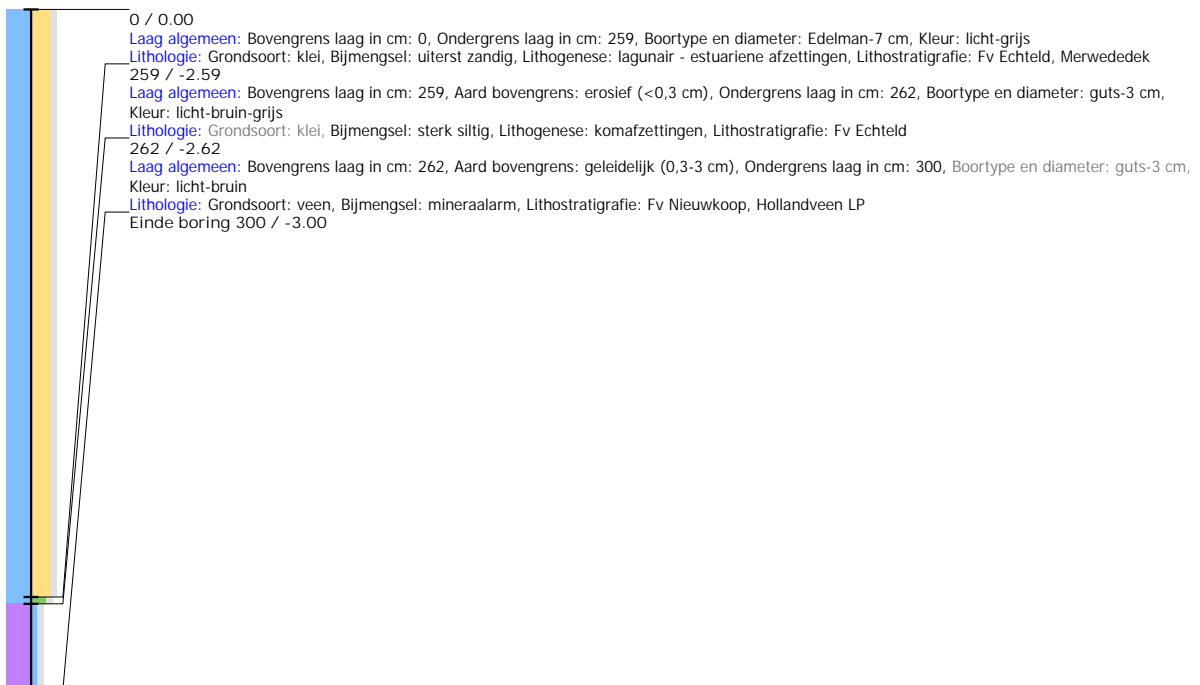 0 / 0.00
Laag algemeen: Bovengrens laag in cm: 0, Ondergrens laag in cm: 259, Boortype en diameter: Edelman-7 cm, Kleur: licht-grijs
Lithologie: Grondsoort: klei, Bijmengsel: uiterst zandig, Lithogenese: lagunair - estuariene afzettingen, Lithostratigrafie: Fv Echteld, Merwededek
259 / -2.59
Laag algemeen: Bovengrens laag in cm: 259, Aard bovengrens: erosief (<0,3 cm), Ondergrens laag in cm: 262, Boortype en diameter: guts-3 cm,
Kleur: licht-bruin-grijs
Lithologie: Grondsoort: klei, Bijmengsel: sterk siltig, Lithogenese: komafzettingen, Lithostratigrafie: Fv Echteld
262 / -2.62
Laag algemeen: Bovengrens laag in cm: 262, Aard bovengrens: geleidelijk (0,3-3 cm), Ondergrens laag in cm: 300, Boortype en diameter: guts-3 cm,
Kleur: licht-bruin
Lithologie: Grondsoort: veen, Bijmengsel: mineraalarm, Lithostratigrafie: Fv Nieuwkoop, Hollandveen LP
Einde boring 300 / -3.00